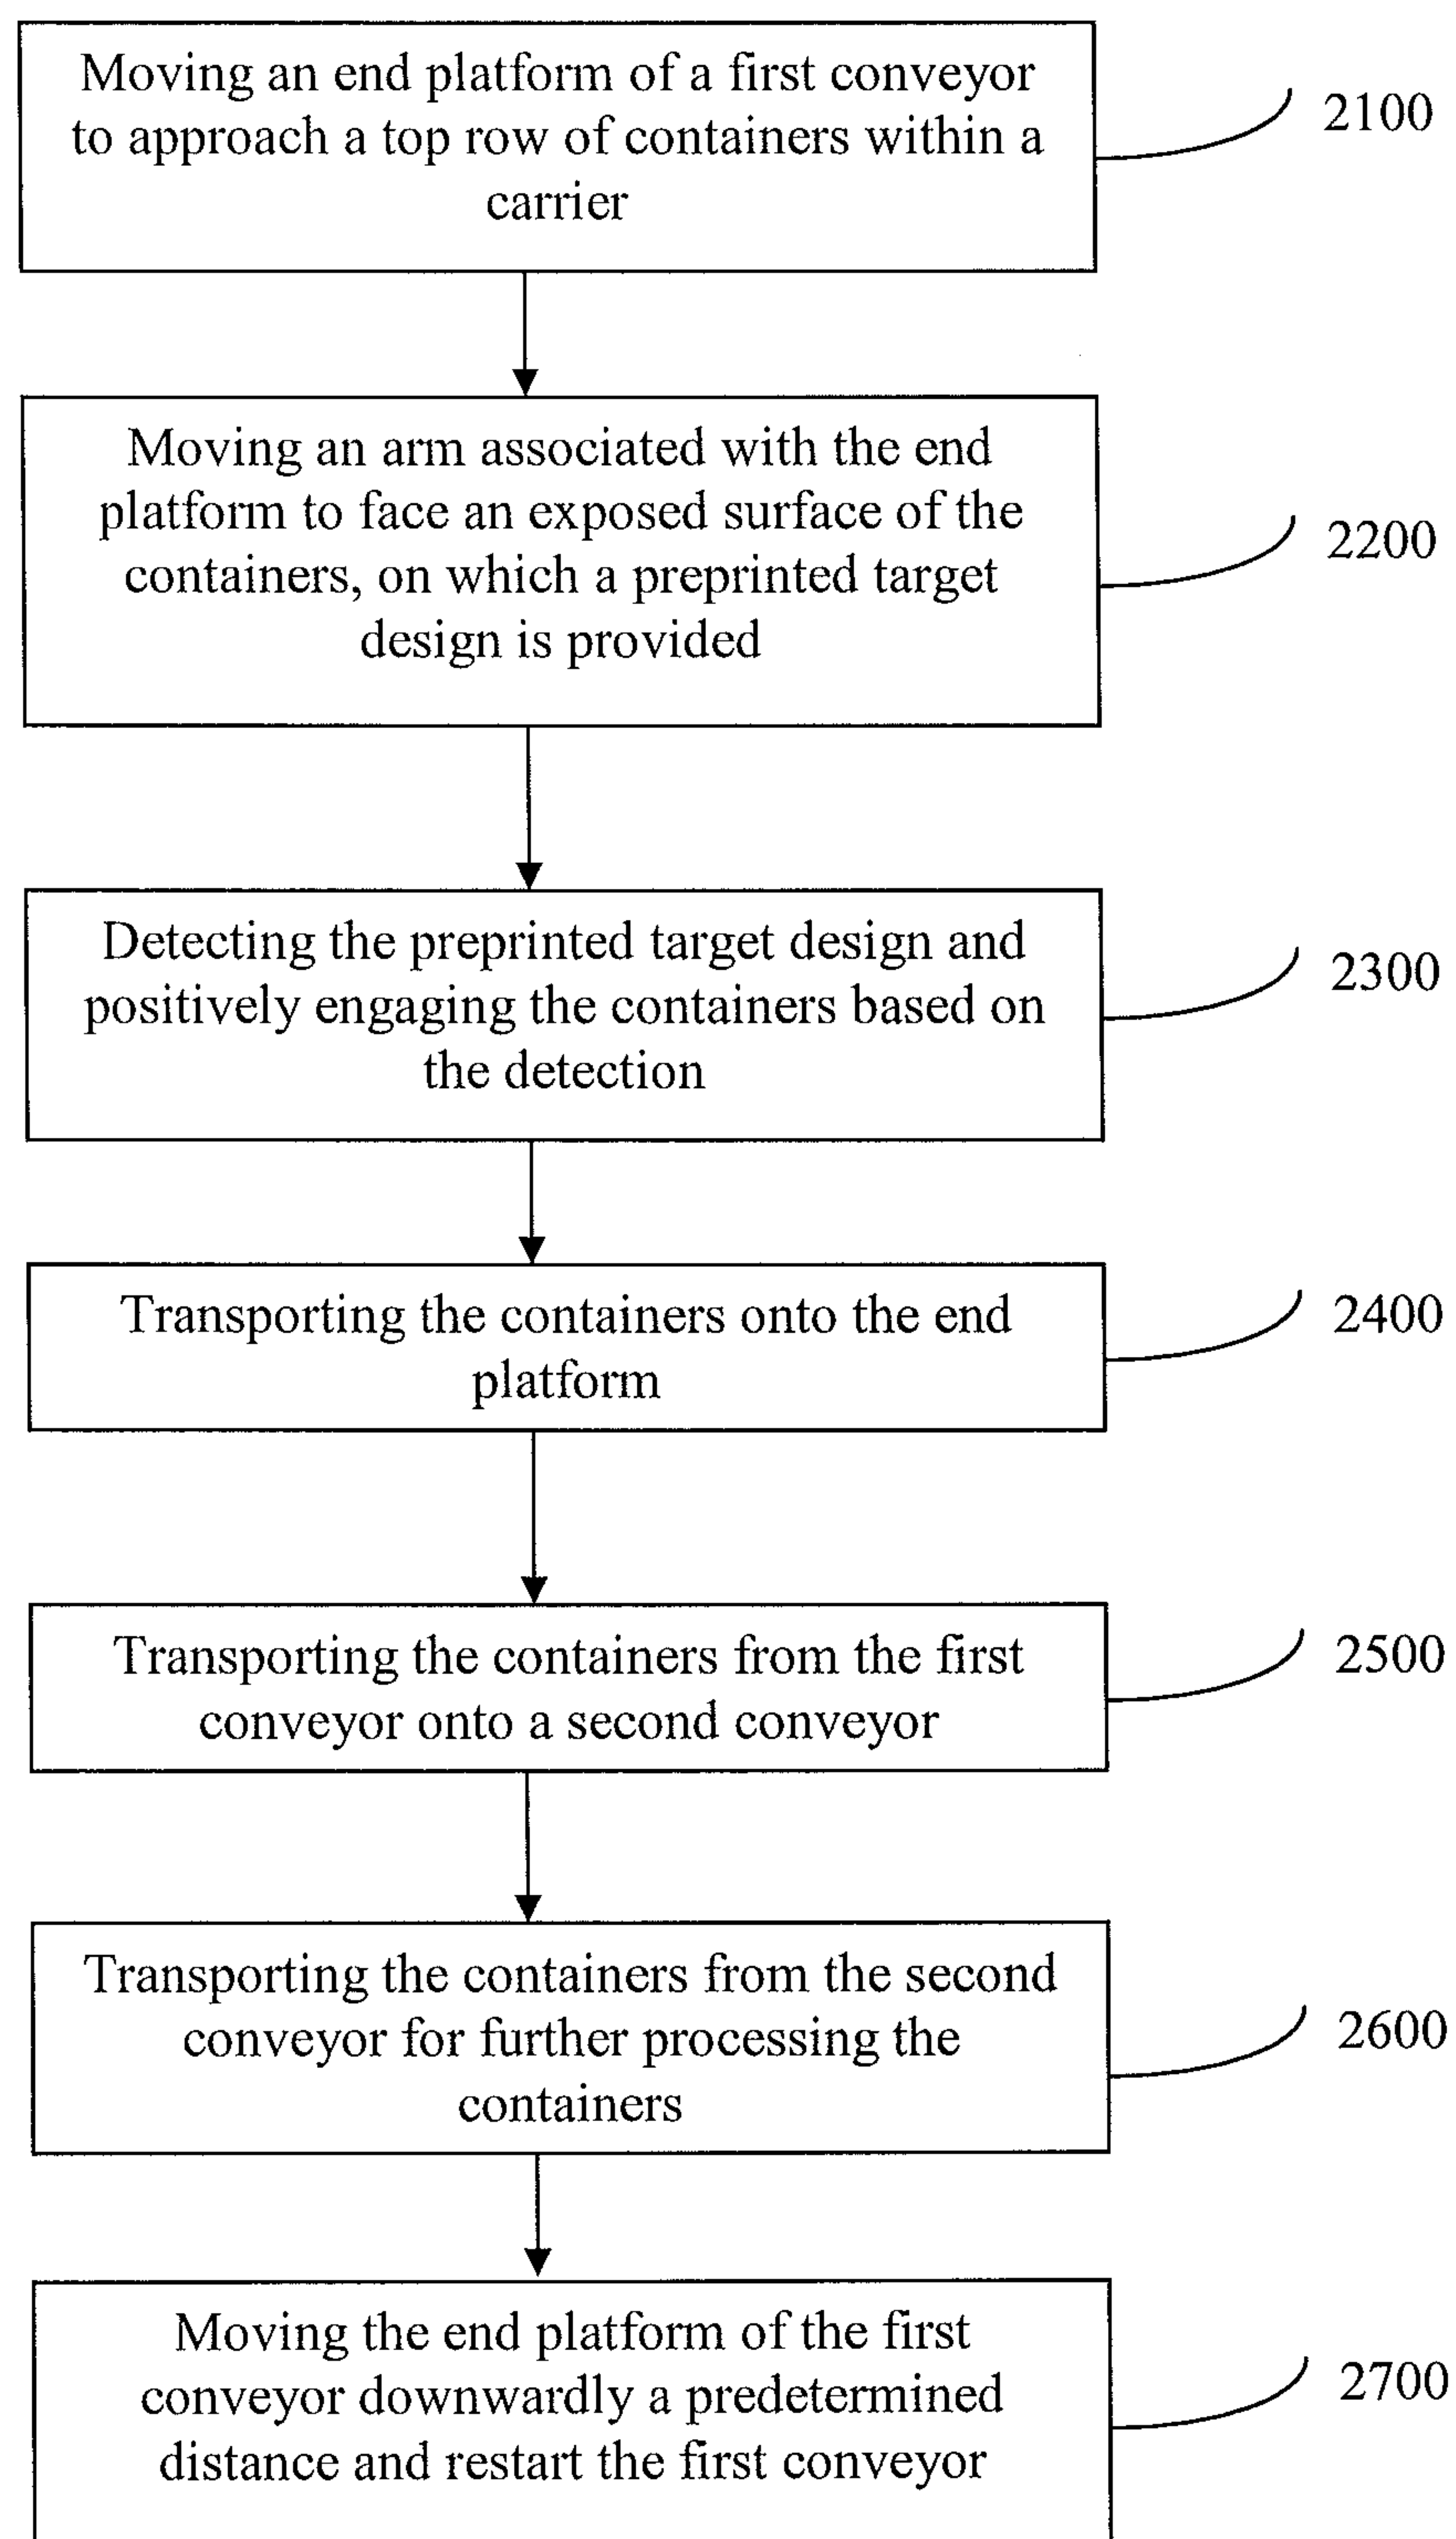 Moving an end platform of a first conveyor
to approach a top row of containers within a
carrier
2100
Moving an arm associated with the end
platform to face an exposed surface of the
containers, on which a preprinted target
design is provided
2200
Detecting the preprinted target design and
positively engaging the containers based on
the detection
2300
Transporting the containers onto the end
platform
2400
Transporting the containers from the first
conveyor onto a second conveyor
2500
Transporting the containers from the second
conveyor for further processing the
containers
2600
Moving the end platform of the first
conveyor downwardly a predetermined
distance and restart the first conveyor
2700